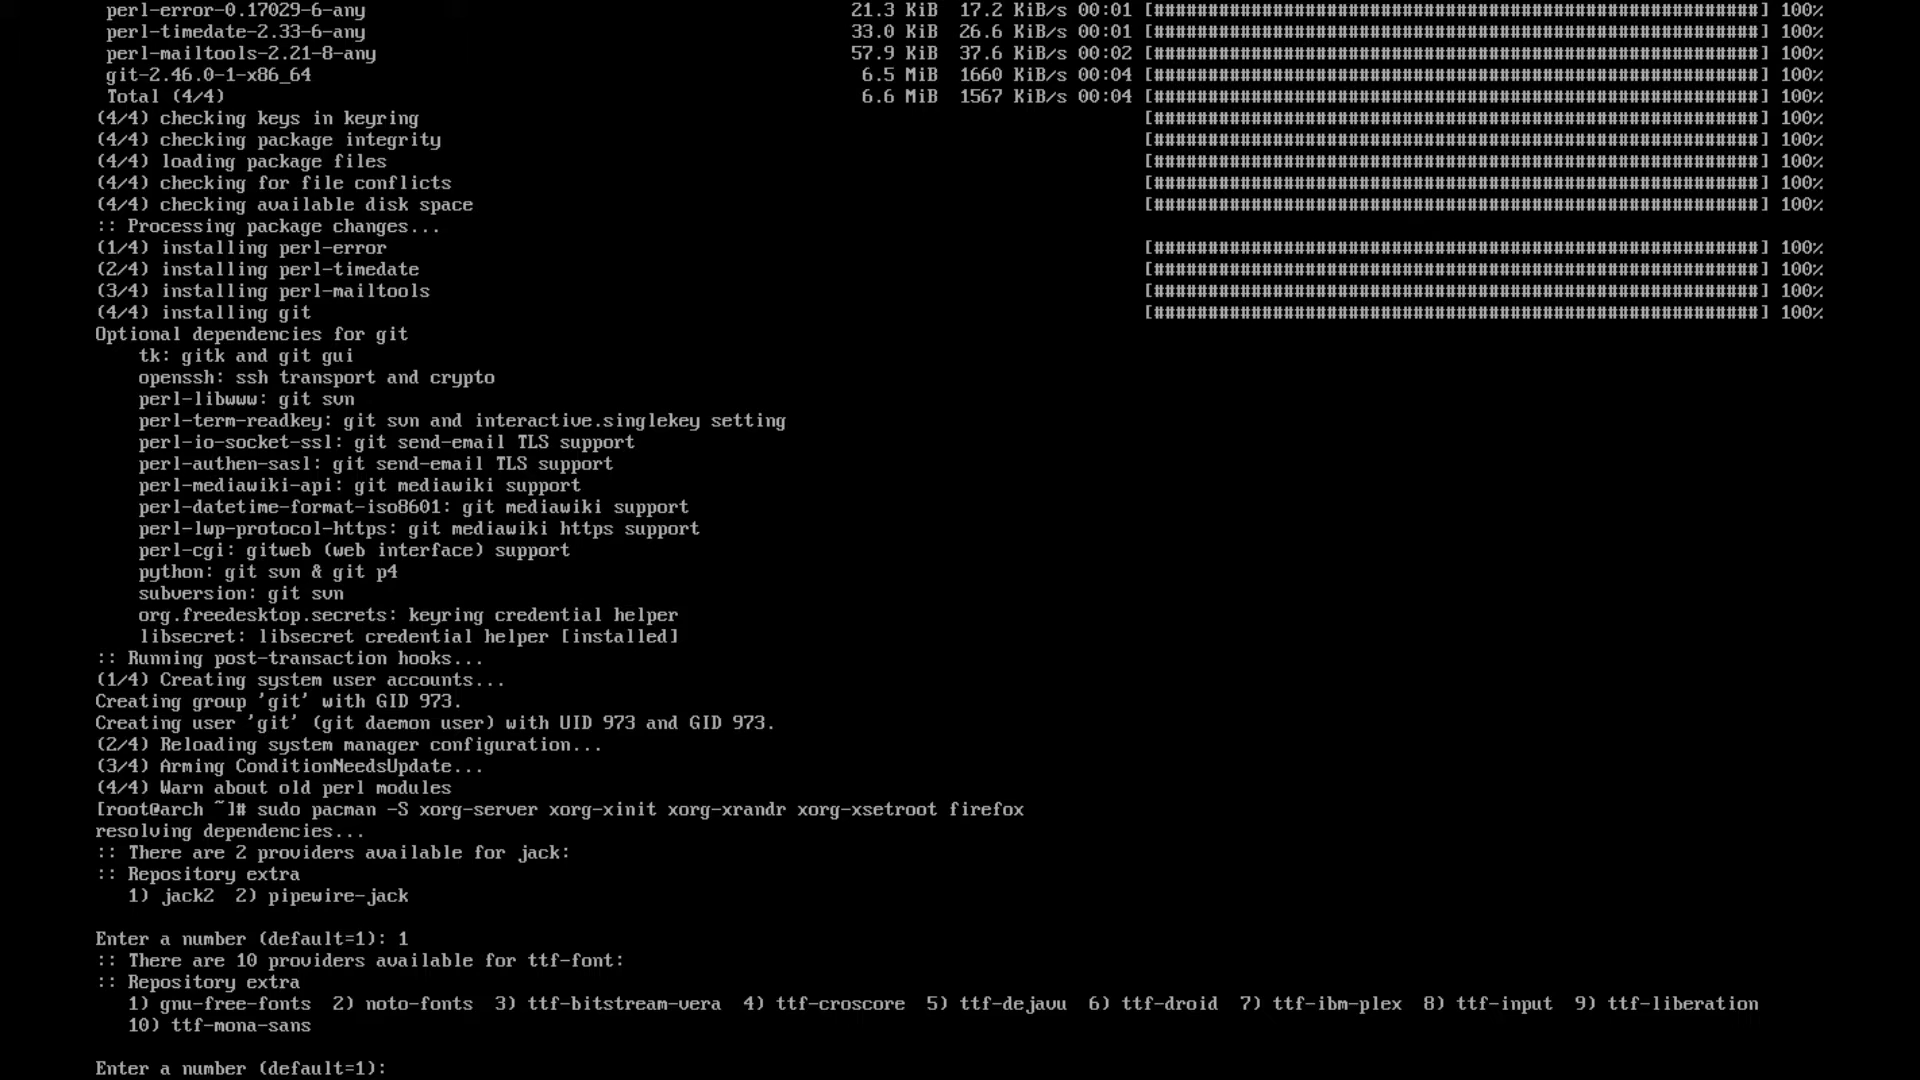 perl-error-0.17029-6-any 21.3 KiB 17.2 KiB/s 00:01 [########################################################] 100%
perl-timedate-2.33-6-any 33.0 KiB 26.6 KiB/s 00:01 [########################################################] 100%
perl-mailtools-2.21-8-any 57.9 KiB 37.6 KiB/s 00:02 [########################################################] 100%
git-2.46.0-1-x86_64 6.5 MiB 1660 KiB/s 00:04 [########################################################] 100%
Total (4/4) 6.6 MiB 1567 KiB/s 00:04 [########################################################] 100%
(4/4) checking keys in keyring [########################################################] 100%
(4/4) checking package integrity [########################################################] 100%
(4/4) loading package files [########################################################] 100%
(4/4) checking for file conflicts [########################################################] 100%
(4/4) checking available disk space [########################################################] 100%
:: Processing package changes...
(1/4) installing perl-error [########################################################] 100%
(2/4) installing perl-timedate [########################################################] 100%
(3/4) installing perl-mailtools [########################################################] 100%
(4/4) installing git [########################################################] 100%
Optional dependencies for git
tk: gitk and git gui
openssh: ssh transport and crypto
perl-libwww: git svn
perl-term-readkey: git svn and interactive.singlekey setting
perl-io-socket-ssl: git send-email TLS support
perl-authen-sasl: git send-email TLS support
perl-mediawiki-api: git mediawiki support
perl-datetime-format-iso8601: git mediawiki support
perl-lwp-protocol-https: git mediawiki https support
perl-cgi: gitweb (web interface) support
python: git svn & git p4
subversion: git svn
org.freedesktop.secrets: keyring credential helper
libsecret: libsecret credential helper [installed]
:: Running post-transaction hooks...
(1/4) Creating system user accounts...
Creating group 'git' with GID 973.
Creating user 'git' (git daemon user) with UID 973 and GID 973.
(2/4) Reloading system manager configuration...
(3/4) Arming ConditionNeedsUpdate...
(4/4) Warn about old perl modules
[root@arch ~]# sudo pacman -S xorg-server xorg-xinit xorg-xrandr xorg-xsetroot firefox
resolving dependencies...
:: There are 2 providers available for jack:
:: Repository extra
1) jack2 2) pipewire-jack
Enter a number (default=1): 1
:: There are 10 providers available for ttf-font:
:: Repository extra
1) gnu-free-fonts 2) noto-fonts 3) ttf-bitstream-vera 4) ttf-croscore 5) ttf-dejavu 6) ttf-droid 7) ttf-ibm-plex 8) ttf-input 9) ttf-liberation
10) ttf-mona-sans
Enter a number (default=1):